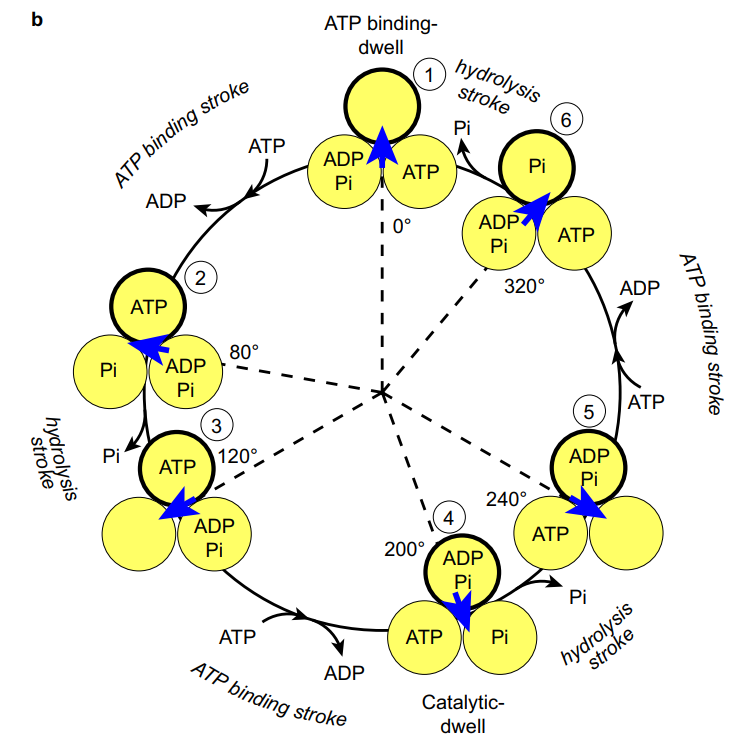 b
ATP binding-
dwell
1
hydrolysis
stroke
ATP binding stroke
Pi
6
ATP
ADP
Pi
ATP
Pi
ADP
0°
ADP
Pi
ATP
320°
2
ATP
ADP
ATP binding stroke
80°
Pi
ADP
Pi
ATP
hydrolysis
stroke
3
5
Pi
ATP
120°
ADP
Pi
240°
ADP
Pi
4
200°
ADP
Pi
ATP
ATP
Pi
Pi
ATP
ADP
hydrolysis
stroke
ATP binding stroke
Catalytic-
dwell